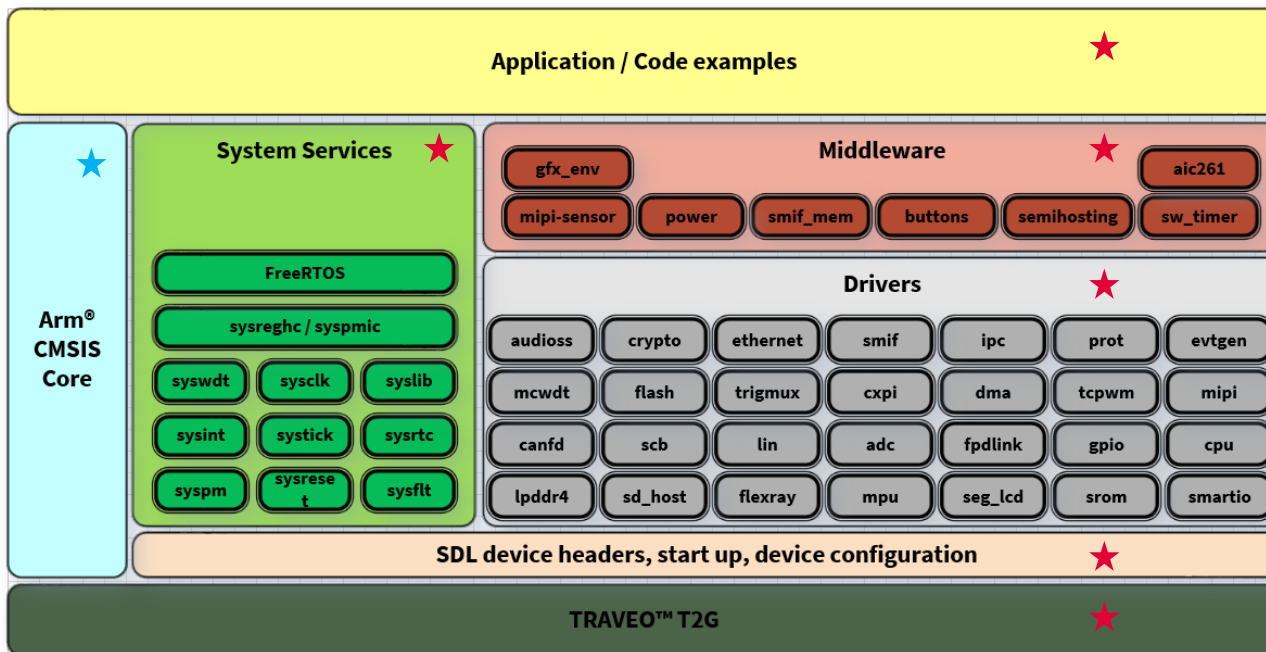 Application / Code examples
Arm®
CMSIS
Core
System Services
FreeRTOS
sysreghc / syspmic
syswdt sysclk syslib
sysint systick sysrtc
syspm sysrese
t sysflt
Middleware
gfx_env aic261
mipi-sensor power smif_mem buttons semihosting sw_timer
Drivers
audioss crypto ethernet smif ipc prot evtgen
mcwdt flash trigmux cxpi dma tcpwm mipi
canfd scb lin adc fpdlink gpio cpu
lpddr4 sd_host flexray mpu seg_lcd srom smartio
SDL device headers, start up, device configuration
TRAVEO™ T2G